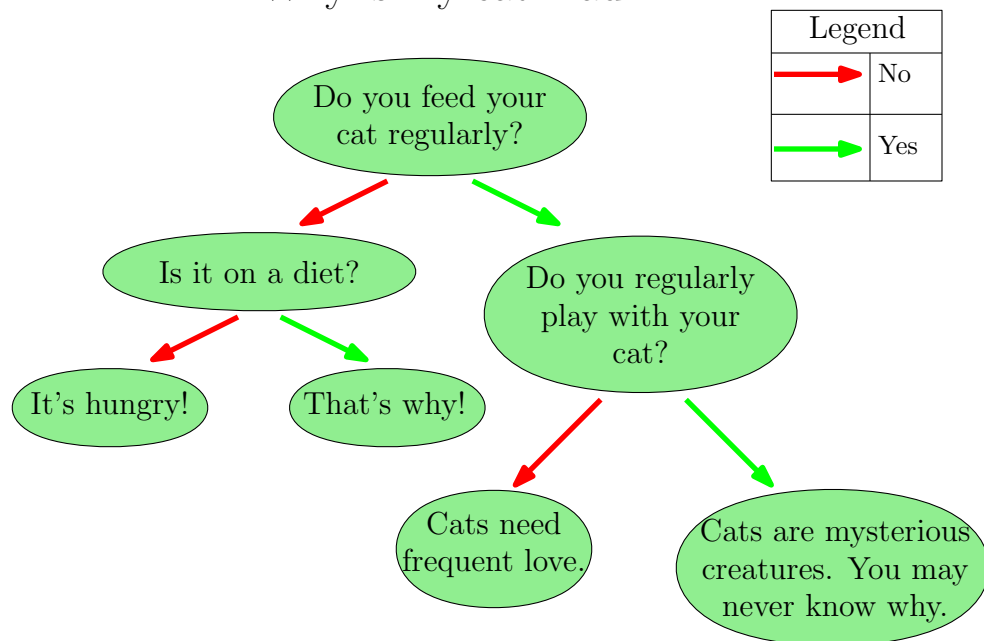 Legend
No
Yes
Do you feed your
cat regularly?
Is it on a diet?
Do you regularly
play with your
cat?
It's hungry!
That's why!
Cats need
frequent love.
Cats are mysterious
creatures. You may
never know why.